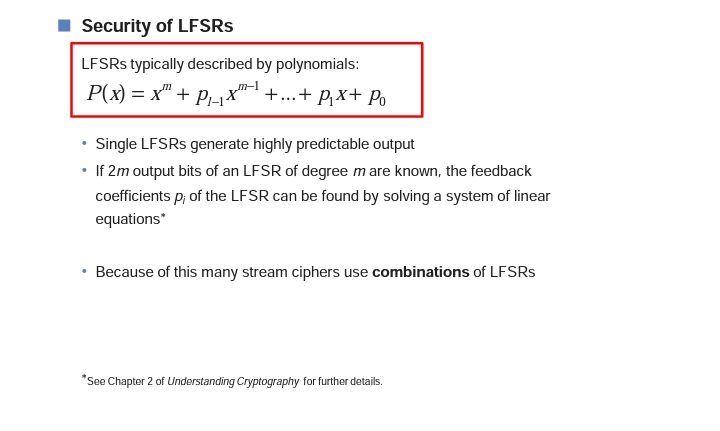 Security of LFSRs
LFSRs typically described by polynomials:
P(x) = x^m + p_{l–1}x^{m–1} + ... + p_1x + p_0
• Single LFSRs generate highly predictable output
• If 2m output bits of an LFSR of degree m are known, the feedback
coefficients p_i of the LFSR can be found by solving a system of linear
equations*
• Because of this many stream ciphers use combinations of LFSRs
*See Chapter 2 of Understanding Cryptography for further details.